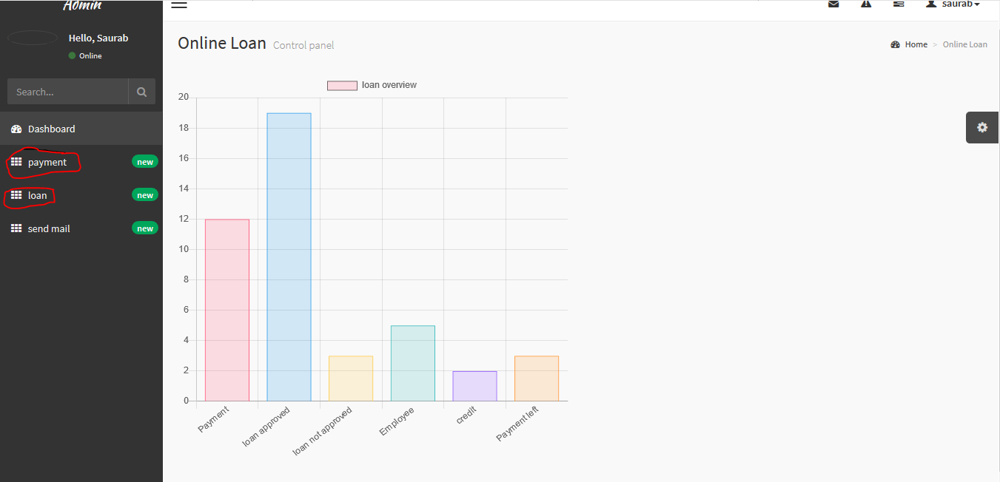 Admin
saurab
Hello, Saurab
Online
Online Loan Control panel
Home > Online Loan
Search...
Dashboard
payment new
loan new
send mail new
loan overview
20
18
16
14
12
10
8
6
4
2
0
Payment
loan approved
loan not approved
Employee
credit
Payment left